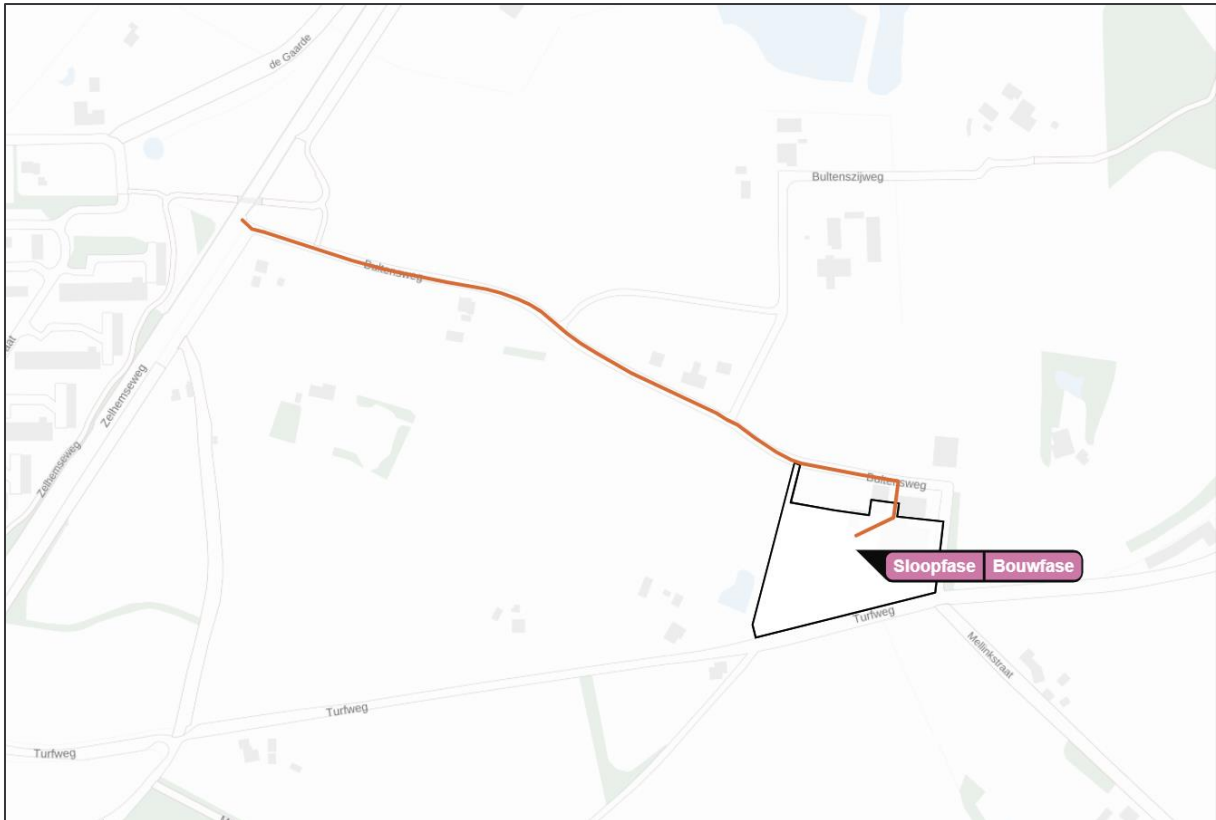 de Gaarde
Bultenszijweg
Bultensweg
Zelhemseweg
Zelhemseweg
Bultensweg
Sloopfase Bouwfase
Turfweg
Mellinkstraat
Turfweg
Turfweg